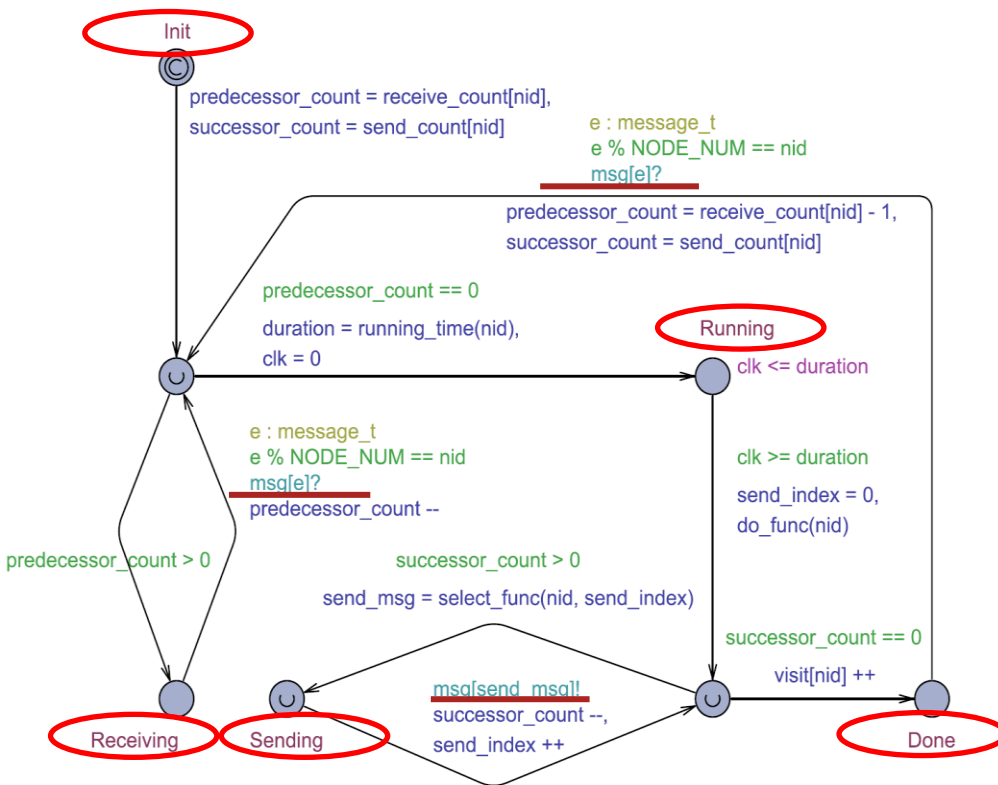 Init
predecessor_count = receive_count[nid],
successor_count = send_count[nid]
e : message_t
e % NODE_NUM == nid
msg[e]?
predecessor_count = receive_count[nid] - 1,
successor_count = send_count[nid]
predecessor_count == 0
duration = running_time(nid),
clk = 0
Running
clk <= duration
e : message_t
e % NODE_NUM == nid
msg[e]?
predecessor_count --
clk >= duration
send_index = 0,
do_func(nid)
predecessor_count > 0
successor_count > 0
send_msg = select_func(nid, send_index)
successor_count == 0
visit[nid] ++
msg[send_msg]!
successor_count --,
send_index ++
Receiving
Sending
Done